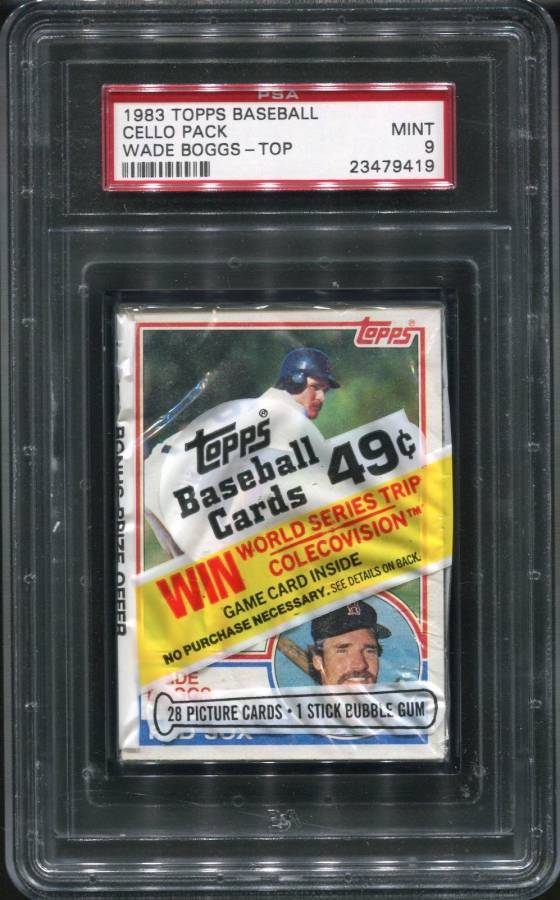 PSA
1983 TOPPS BASEBALL
CELLO PACK MINT
WADE BOGGS - TOP 9
23479419
topps®
topps®
Baseball
Cards 49¢
WIN WORLD SERIES TRIP
COLECOVISION™
GAME CARD INSIDE
NO PURCHASE NECESSARY. SEE DETAILS ON BACK.
BONUS PRIZE OFFER
B
28 PICTURE CARDS • 1 STICK BUBBLE GUM
SOX